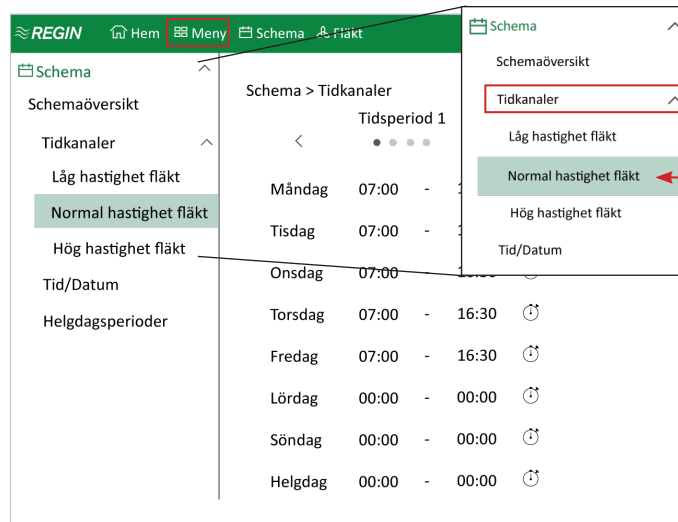 REGIN Hem Meny Schema Fläkt
Schema
Schemaöversikt
Tidkanaler
Låg hastighet fläkt
Normal hastighet fläkt
Hög hastighet fläkt
Tid/Datum
Helgdagsperioder
Schema > Tidkanaler
Tidsperiod 1
Måndag 07:00 -
Tisdag 07:00 -
Onsdag 07:00 -
Torsdag 07:00 - 16:30
Fredag 07:00 - 16:30
Lördag 00:00 - 00:00
Söndag 00:00 - 00:00
Helgdag 00:00 - 00:00
Schema
Schemaöversikt
Tidkanaler
Låg hastighet fläkt
Normal hastighet fläkt
Hög hastighet fläkt
Tid/Datum